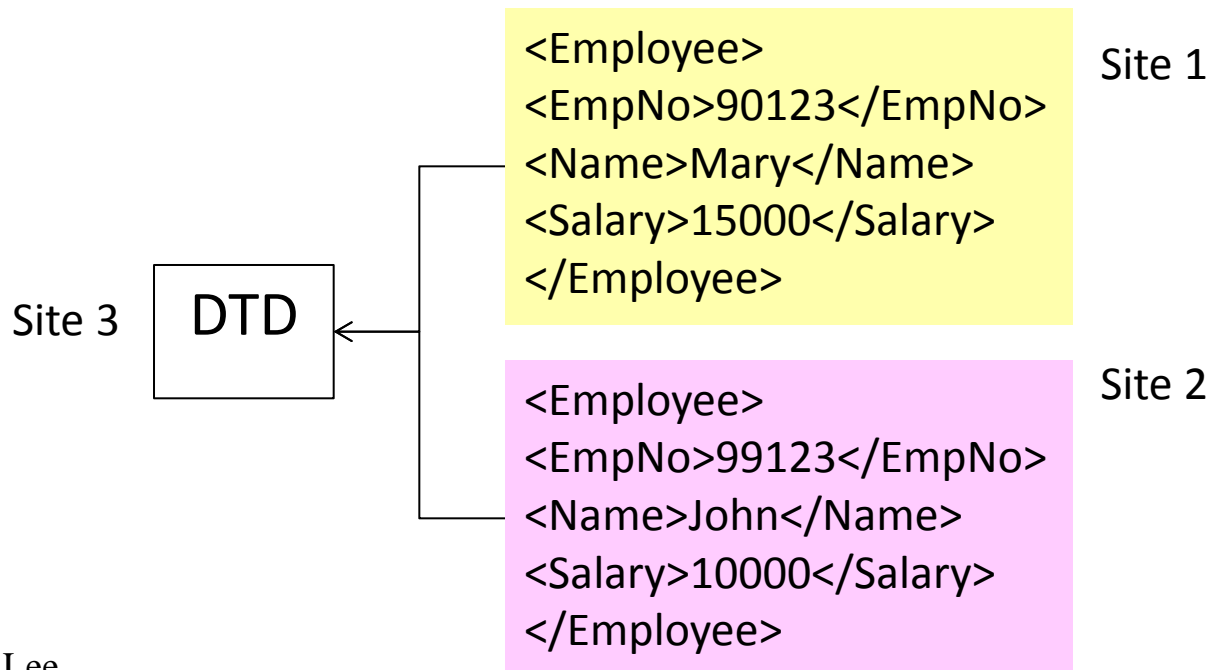 <Employee>
<EmpNo>90123</EmpNo>
<Name>Mary</Name>
<Salary>15000</Salary>
</Employee>
Site 1
Site 3
DTD
<Employee>
<EmpNo>99123</EmpNo>
<Name>John</Name>
<Salary>10000</Salary>
</Employee>
Site 2
Lee